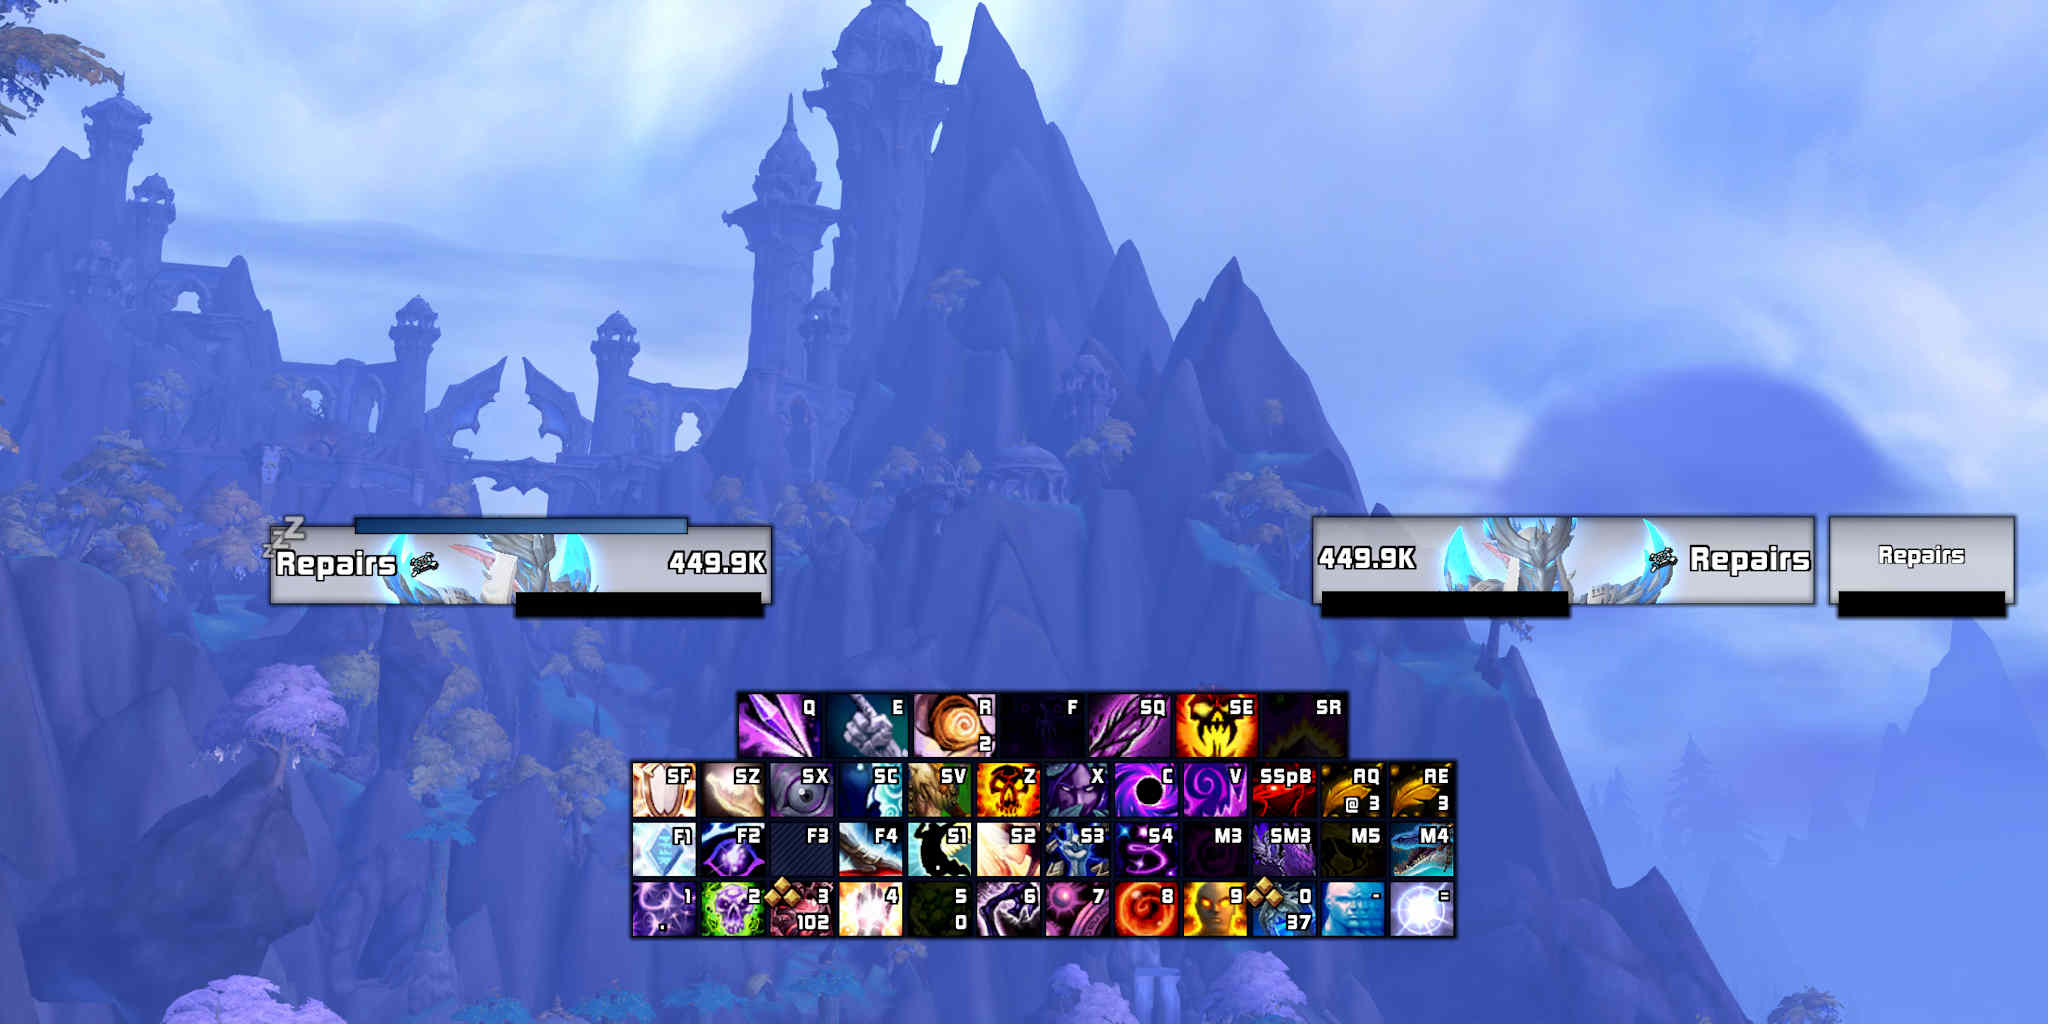 Repairs 449.9K
449.9K Repairs
Repairs
Q E R F SQ SE SR
2
SF SZ SX SC SV Z X C V SSpB AQ AE
@ 3 3
F1 F2 F3 F4 S1 S2 S3 S4 M3 SM3 M5 M4
1 2 3 4 5 6 7 8 9 0 - =
102 0 37